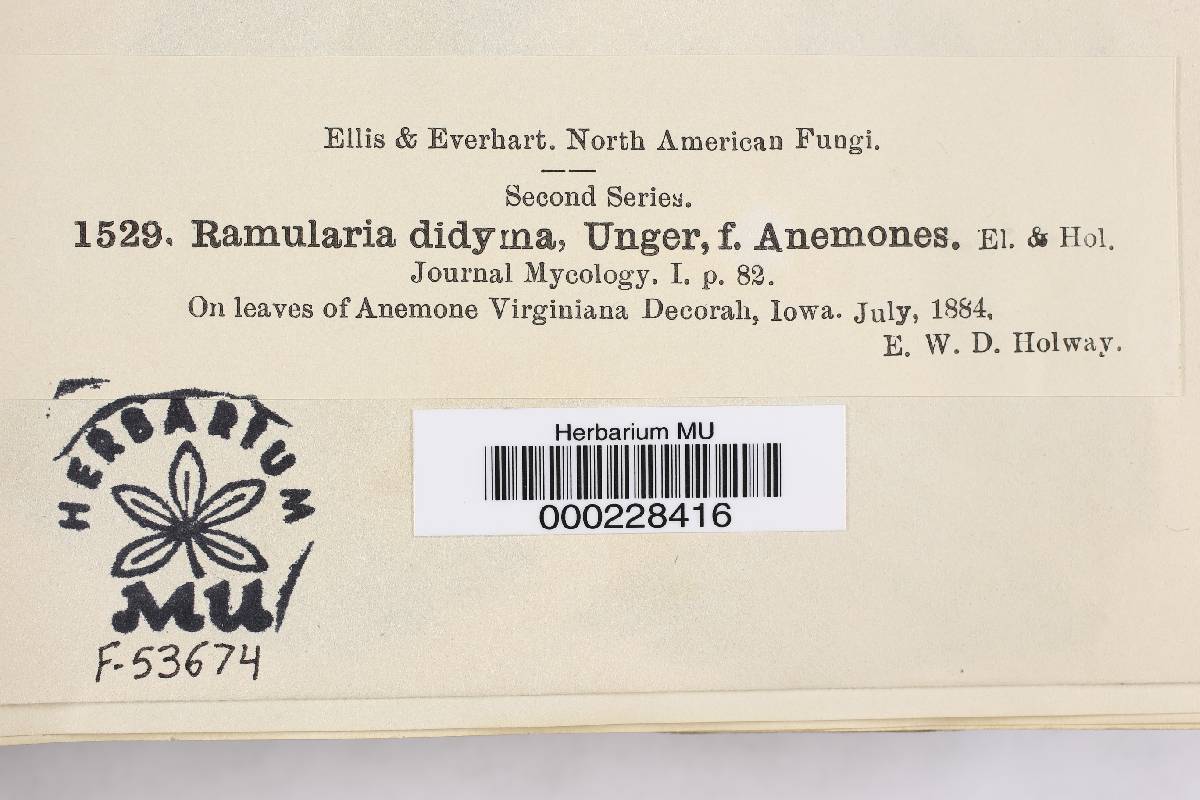 Ellis & Everhart. North American Fungi.
Second Series.
1529. Ramularia didyma, Unger, f. Anemones. El. & Hol.
Journal Mycology. I. p. 82.
On leaves of Anemone Virginiana Decorah, Iowa. July, 1884.
E. W. D. Holway.
HERBARIUM
MU
F-53674
Herbarium MU
000228416